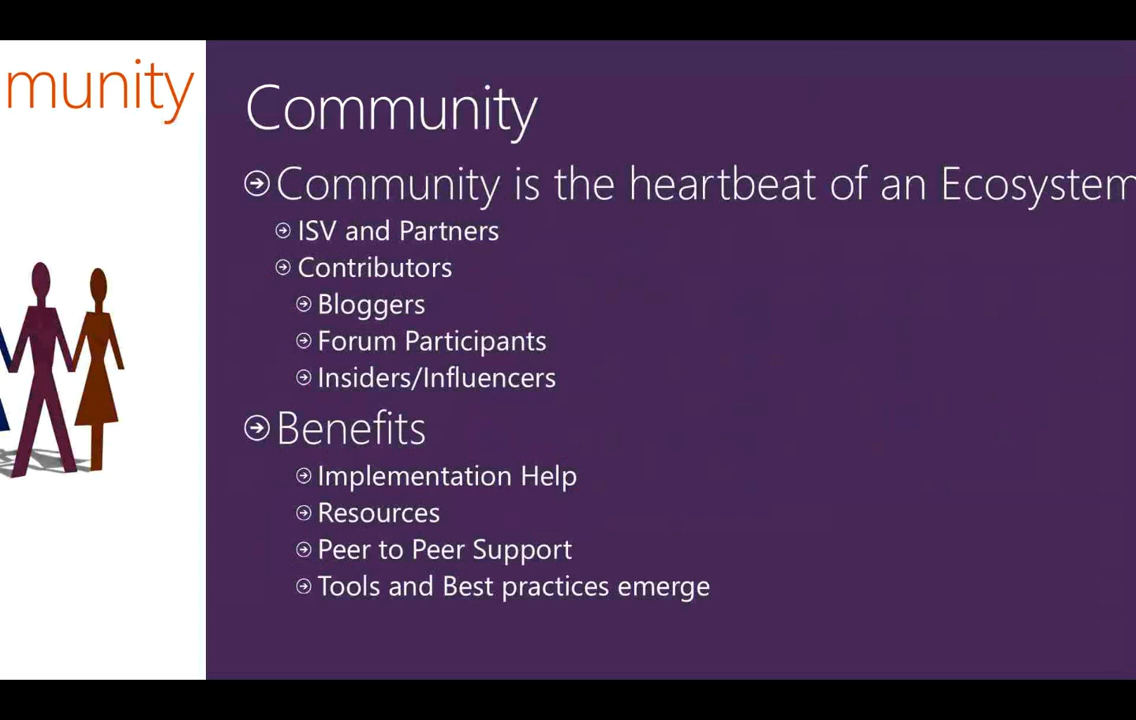 munity
Community
Community is the heartbeat of an Ecosystem
ISV and Partners
Contributors
Bloggers
Forum Participants
Insiders/Influencers
Benefits
Implementation Help
Resources
Peer to Peer Support
Tools and Best practices emerge